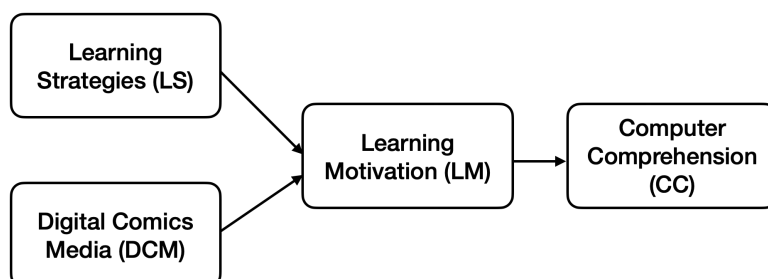 Learning
Strategies (LS)
Digital Comics
Media (DCM)
Learning
Motivation (LM)
Computer
Comprehension
(CC)